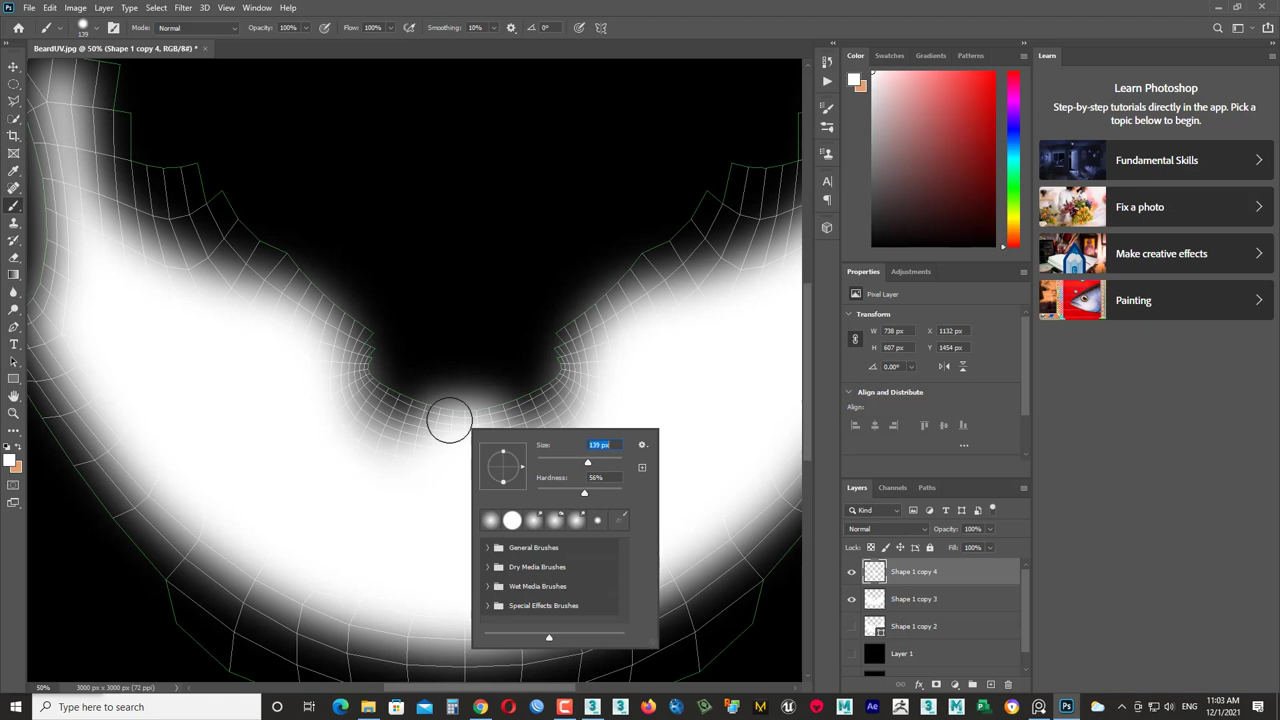 File Edit Image Layer Type Select Filter 3D View Window Help
139 Mode: Normal Opacity: 100% Flow: 100% Smoothing: 10% 0°
BeardUV.jpg @ 50% (Shape 1 copy 4, RGB/8#) * ×
Color Swatches Gradients Patterns
Learn
Learn Photoshop
Step-by-step tutorials directly in the app. Pick a
topic below to begin.
Fundamental Skills
Fix a photo
Make creative effects
Painting
Properties Adjustments
Pixel Layer
Transform
W 738 px X 1132 px
H 607 px Y 1454 px
0.00°
Align and Distribute
Align:
Size: 139 px
Hardness: 56%
General Brushes
Dry Media Brushes
Wet Media Brushes
Special Effects Brushes
Layers Channels Paths
Kind
Normal Opacity: 100%
Lock: Fill: 100%
Shape 1 copy 4
Shape 1 copy 3
Shape 1 copy 2
Layer 1
50% 3000 px x 3000 px (72 ppi)
Type here to search
11:03 AM
12/1/2021